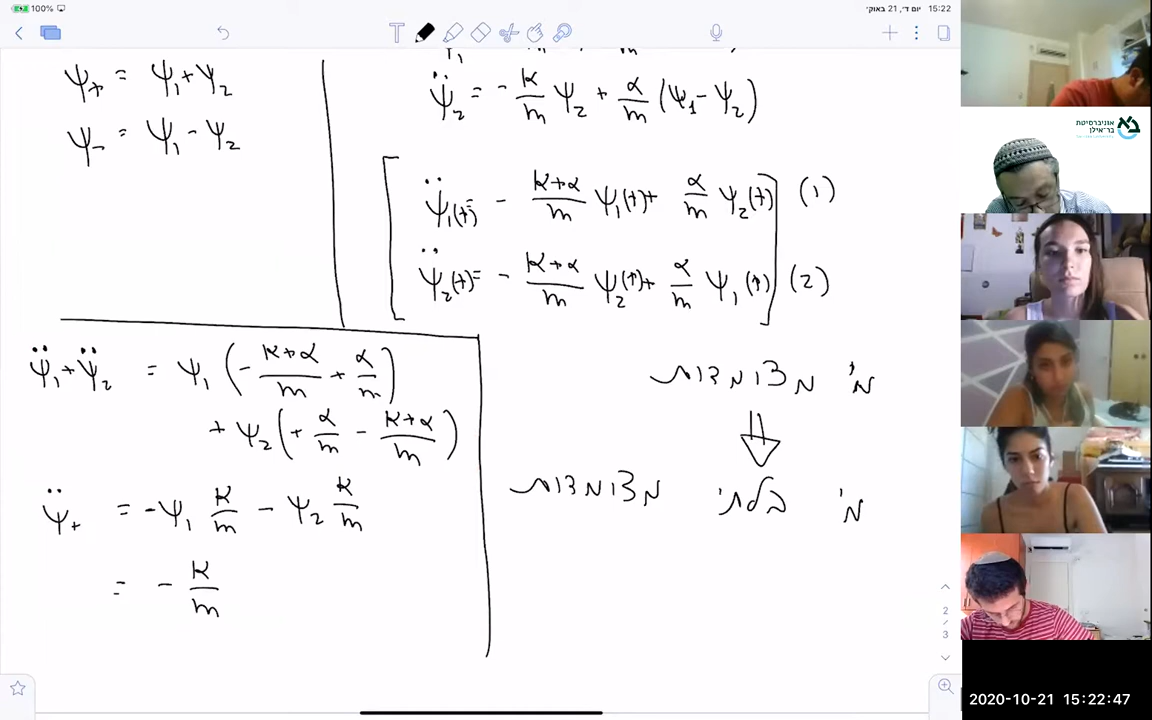 100%
15:22 יום ד׳, 21 באוק׳
ψ₊ = ψ₁+ψ₂
ψ₋ = ψ₁-ψ₂
ψ̈₂ = - K/m ψ₂ + α/m (ψ₁-ψ₂)
ψ̈₁(t) = - K+α/m ψ₁(t) + α/m ψ₂(t) (1)
ψ̈₂(t) = - K+α/m ψ₂(t) + α/m ψ₁(t) (2)
ψ̈₁+ψ̈₂ = ψ₁ (- K+α/m + α/m)
+ ψ₂ (+ α/m - K+α/m)
ψ̈₊ = -ψ₁ K/m - ψ₂ K/m
= - K/m
מ׳ מצומדות
⇓
מ׳ בלתי מצומדות
2
/
3
אוניברסיטת
בר־אילן
2020-10-21 15:22:47